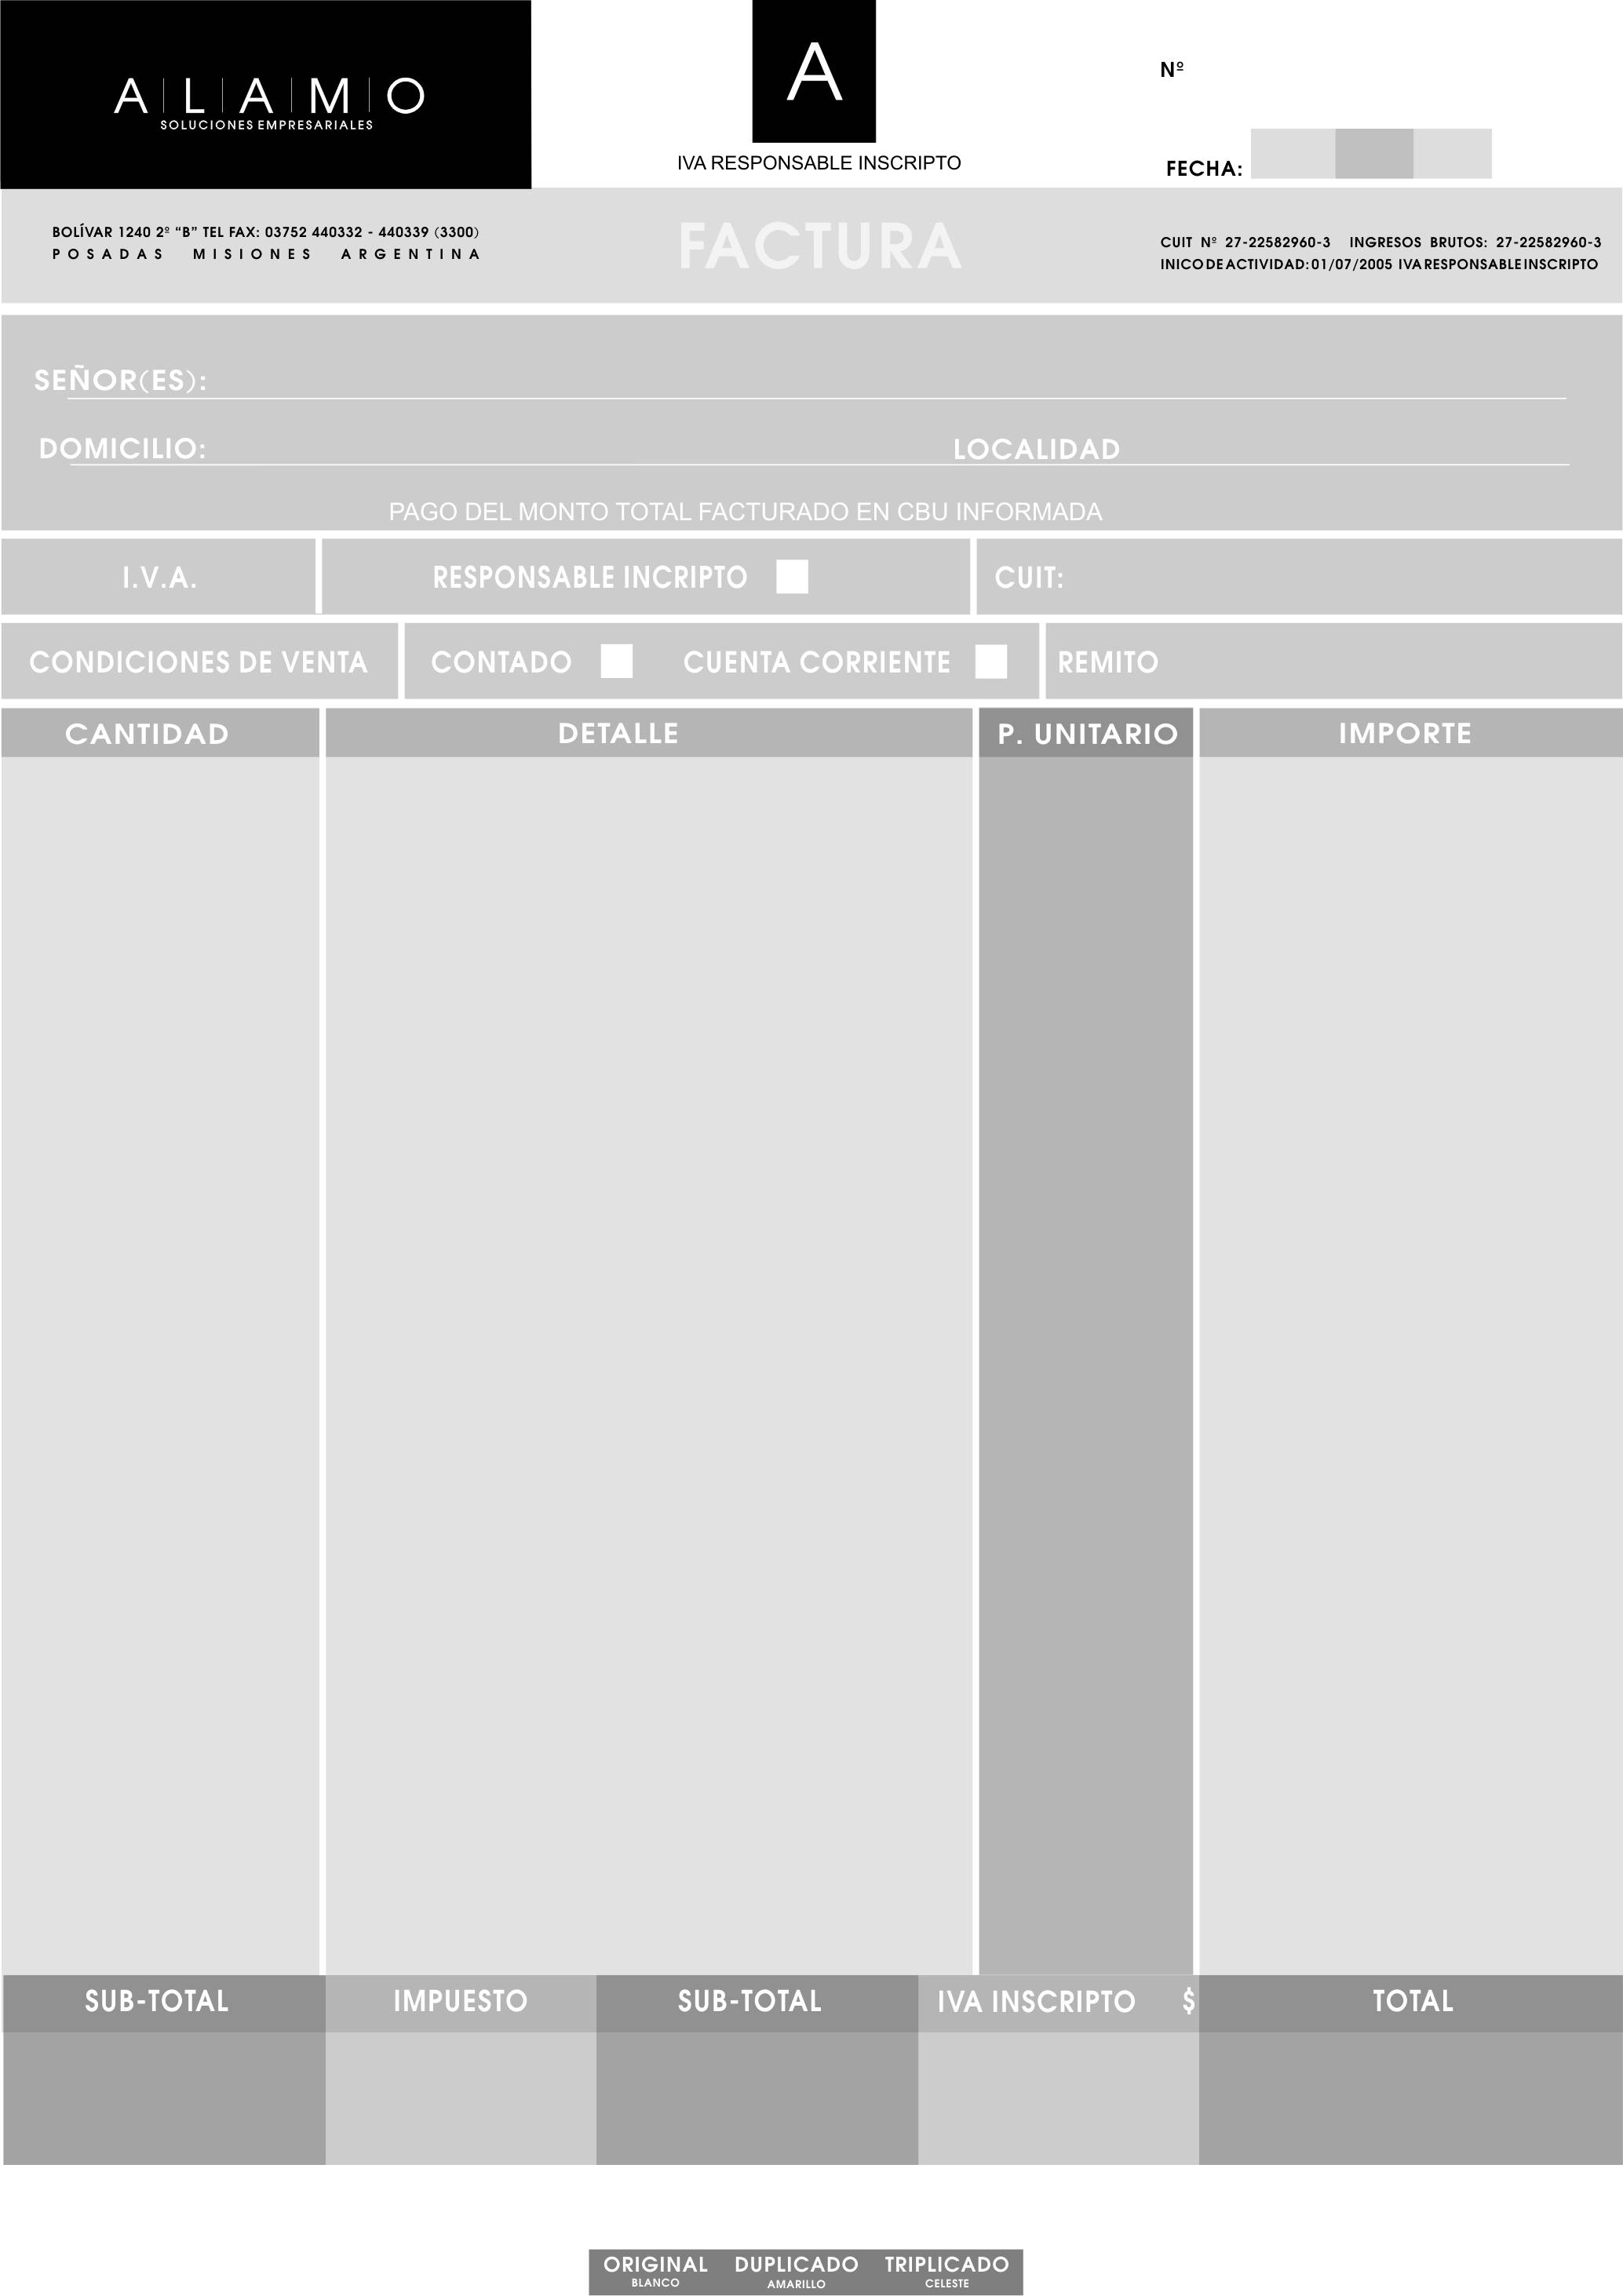 A|L|A|M|O
SOLUCIONES EMPRESARIALES
A
IVA RESPONSABLE INSCRIPTO
Nº
FECHA:
BOLÍVAR 1240 2º “B” TEL FAX: 03752 440332 - 440339 (3300)
POSADAS MISIONES ARGENTINA
FACTURA
CUIT Nº 27-22582960-3 INGRESOS BRUTOS: 27-22582960-3
INICO DE ACTIVIDAD: 01/07/2005 IVA RESPONSABLE INSCRIPTO
SEÑOR(ES):
DOMICILIO: LOCALIDAD
PAGO DEL MONTO TOTAL FACTURADO EN CBU INFORMADA
I.V.A. RESPONSABLE INCRIPTO CUIT:
CONDICIONES DE VENTA CONTADO CUENTA CORRIENTE REMITO
CANTIDAD DETALLE P. UNITARIO IMPORTE
SUB-TOTAL IMPUESTO SUB-TOTAL IVA INSCRIPTO $ TOTAL
ORIGINAL DUPLICADO TRIPLICADO
BLANCO AMARILLO CELESTE